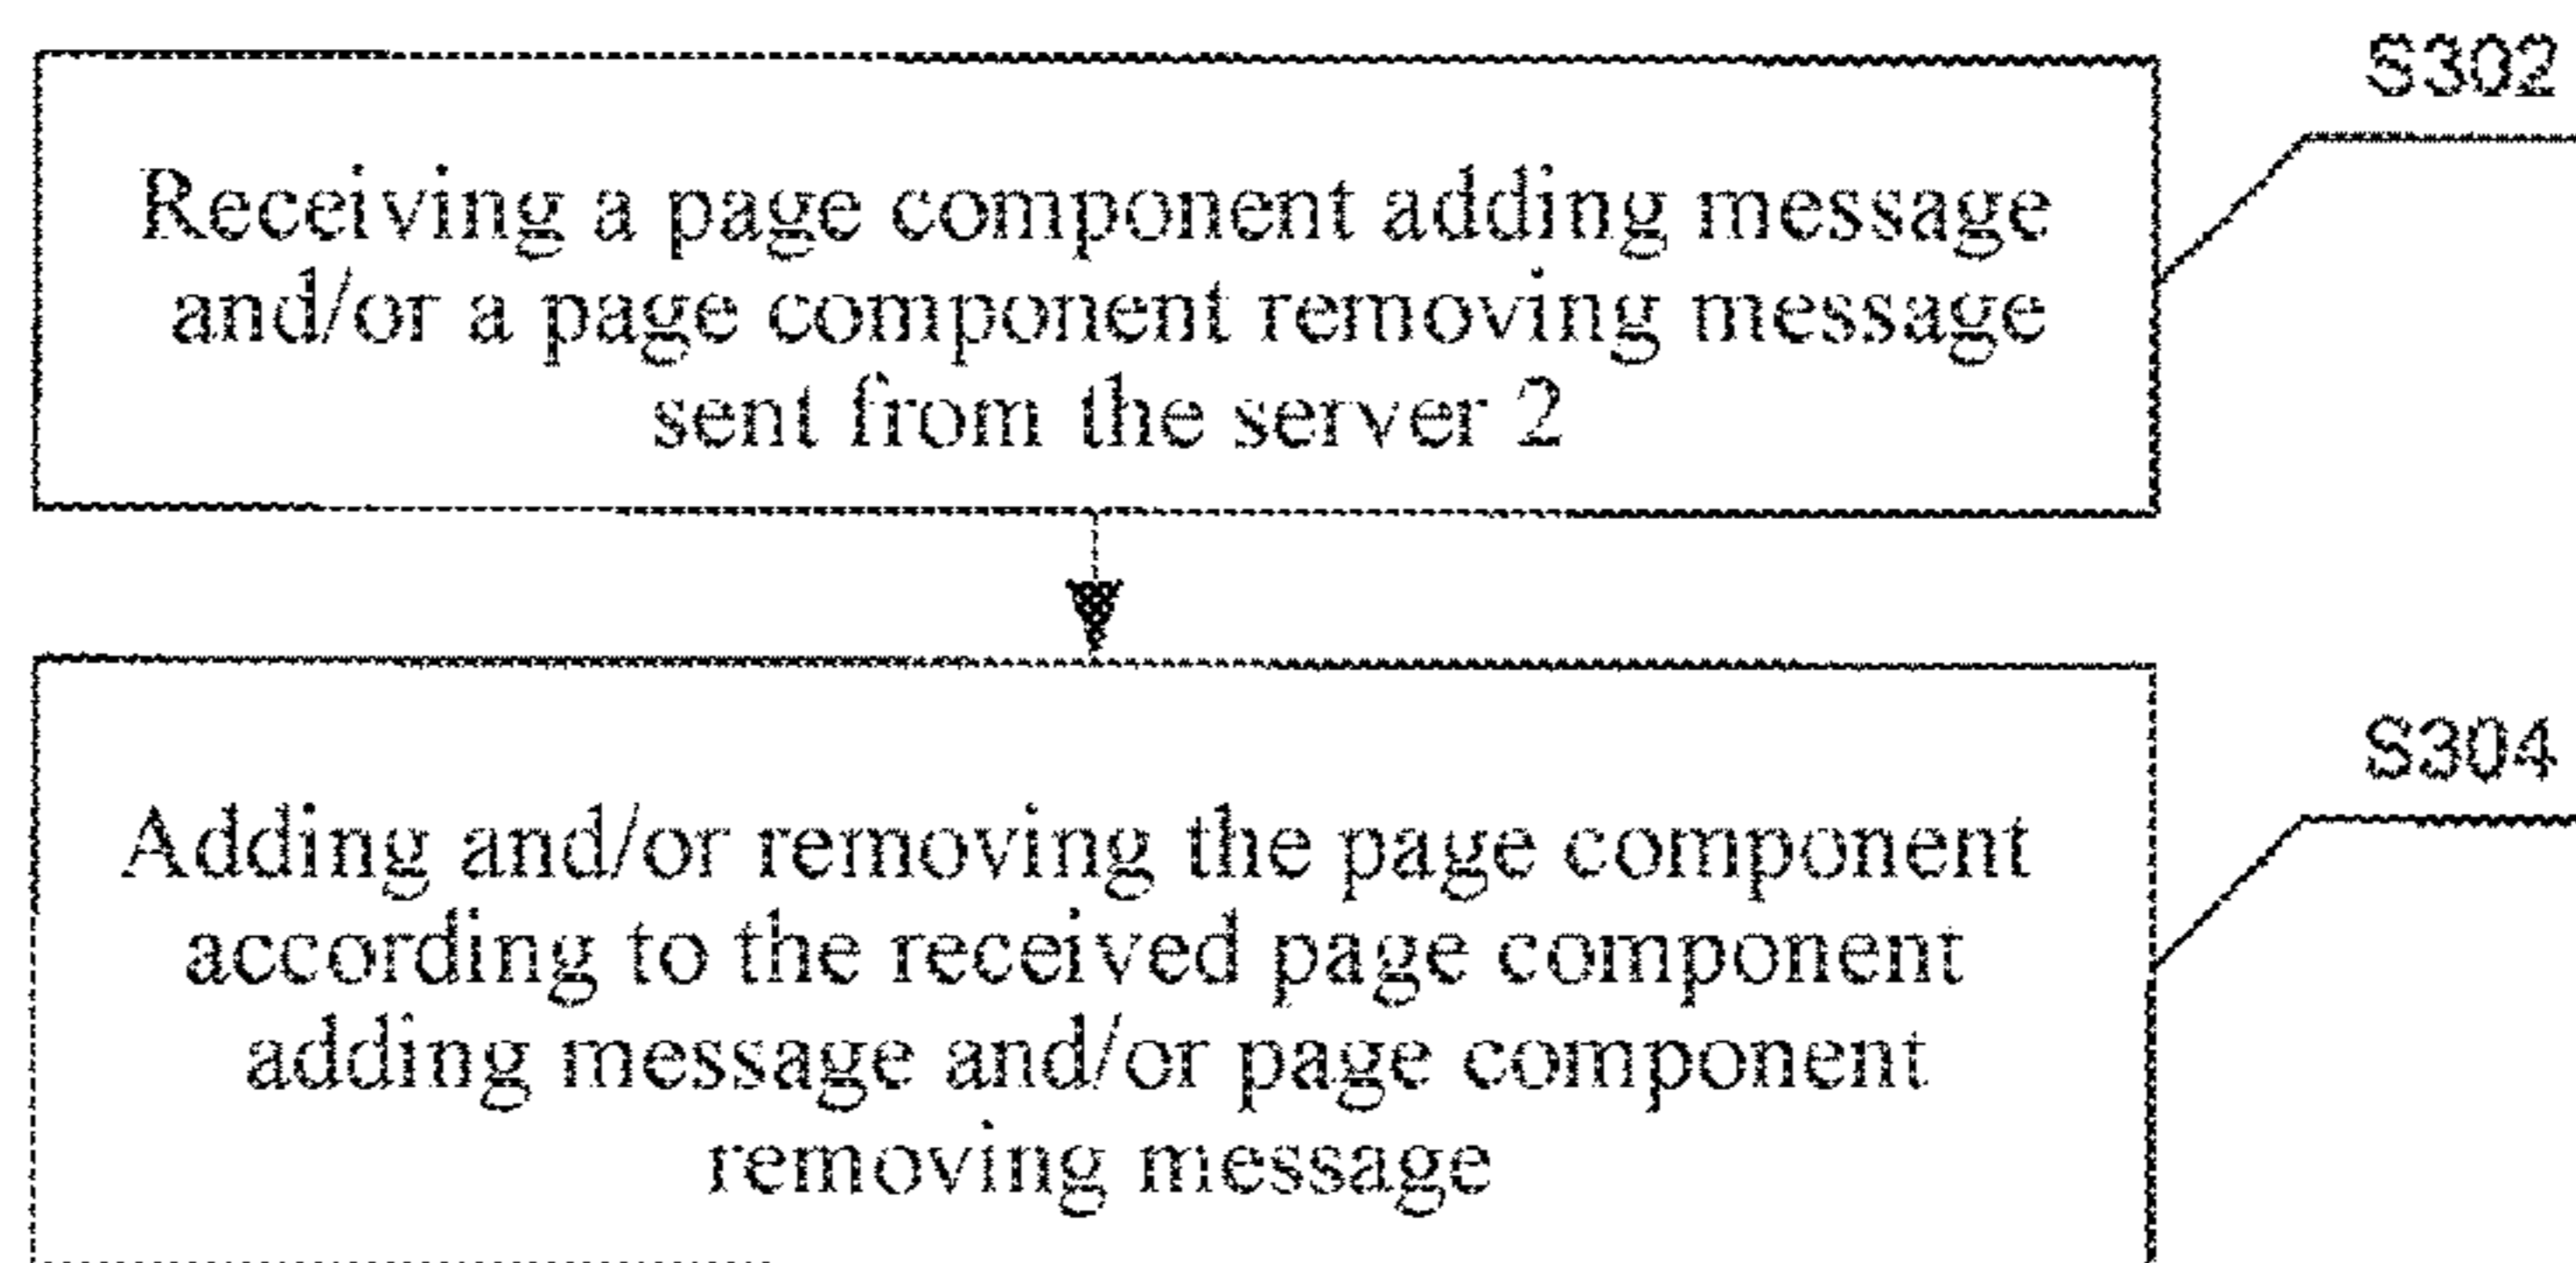 S302
Receiving a page component adding message
and/or a page component removing message
sent from the server 2
S304
Adding and/or removing the page component
according to the received page component
adding message and/or page component
removing message